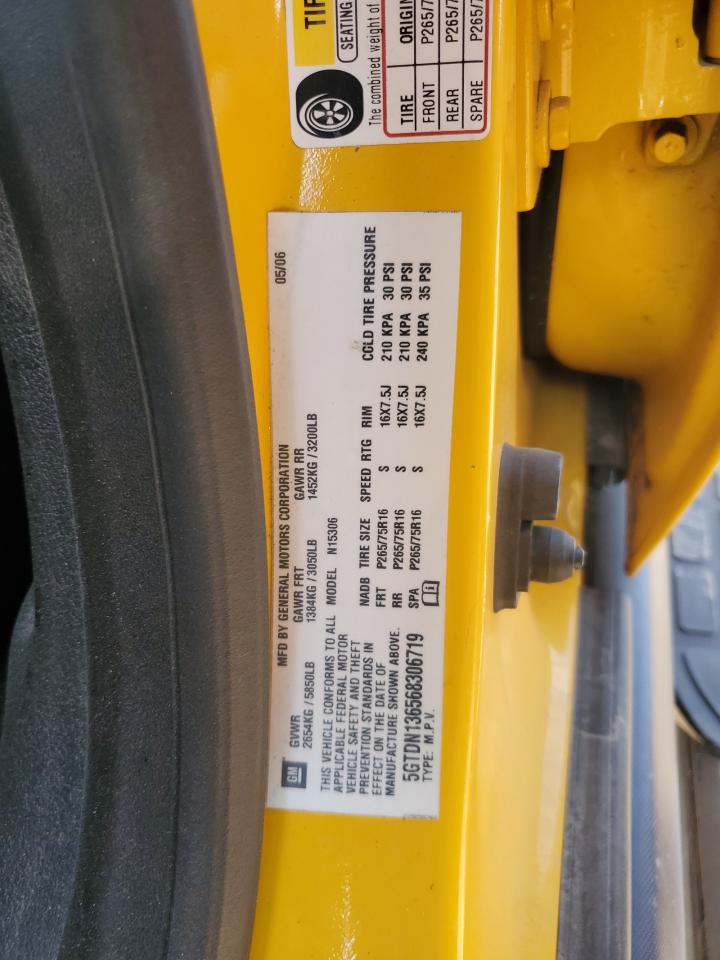 TIR
SEATING
The combined weight of
TIRE ORIGIN
FRONT P265/7
REAR P265/7
SPARE P265/7
MFD BY GENERAL MOTORS CORPORATION 05/06
GM
GVWR GAWR FRT GAWR RR
2654KG / 5850LB 1384KG / 3050LB 1452KG / 3200LB
THIS VEHICLE CONFORMS TO ALL MODEL N15306
APPLICABLE FEDERAL MOTOR
VEHICLE SAFETY AND THEFT
PREVENTION STANDARDS IN
EFFECT ON THE DATE OF
MANUFACTURE SHOWN ABOVE.
5GTDN136568306719
TYPE: M.P.V.
NADB TIRE SIZE SPEED RTG RIM COLD TIRE PRESSURE
FRT P265/75R16 S 16X7.5J 210 KPA 30 PSI
RR P265/75R16 S 16X7.5J 210 KPA 30 PSI
SPA P265/75R16 S 16X7.5J 240 KPA 35 PSI